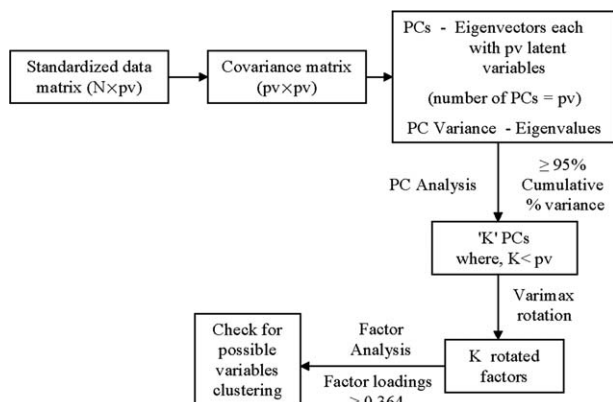 Standardized data
matrix (N×pv)
Covariance matrix
(pv×pv)
PCs - Eigenvectors each
with pv latent
variables
(number of PCs = pv)
PC Variance - Eigenvalues
PC Analysis
≥ 95%
Cumulative
% variance
'K' PCs
where, K< pv
Varimax
rotation
K rotated
factors
Factor
Analysis
Factor loadings
≥ 0.364
Check for
possible
variables
clustering